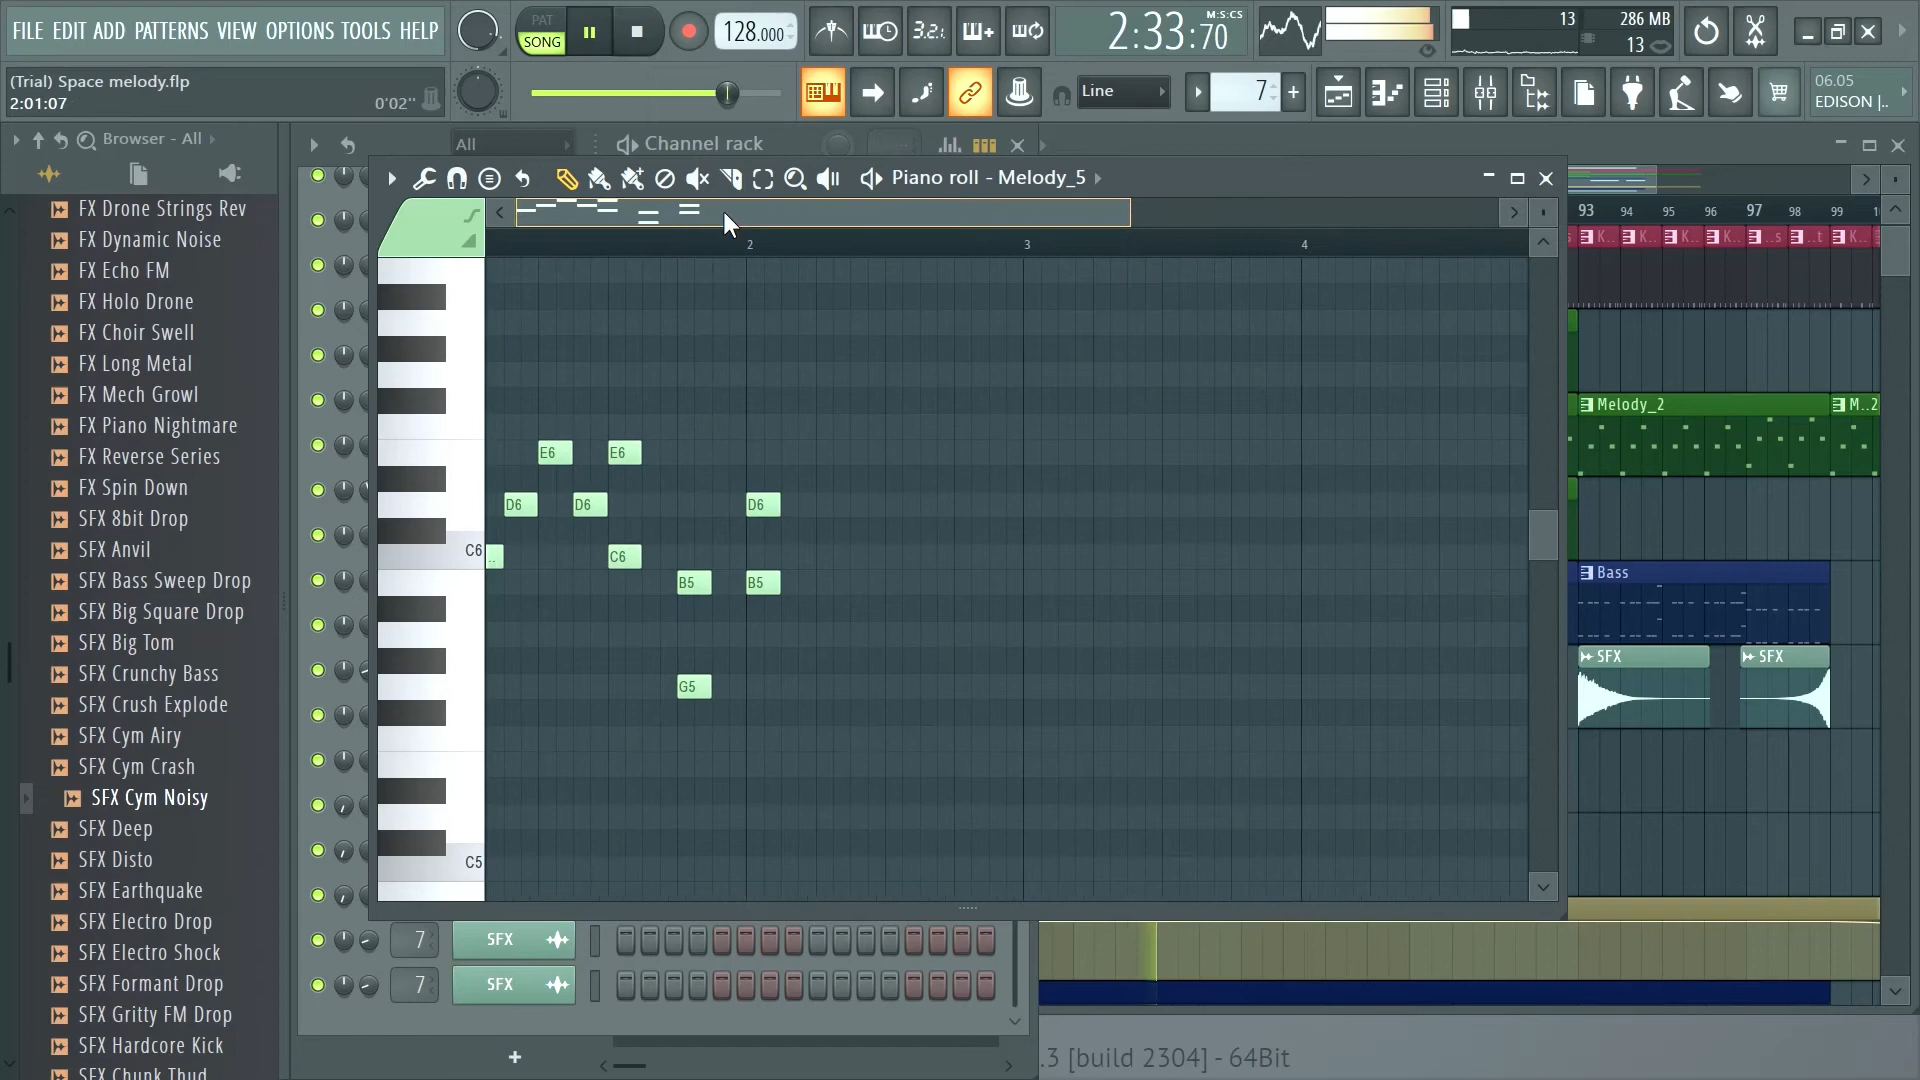 FILE EDIT ADD PATTERNS VIEW OPTIONS TOOLS HELP
PAT
SONG
128.000
3.2.1.
2:33:70
M:S:CS
13
286 MB
13
(Trial) Space melody.flp
2:01:07
0'02"
Line
7
06.05
EDISON |..
Browser - All
All
Channel rack
Piano roll - Melody_5
FX Drone Strings Rev
FX Dynamic Noise
FX Echo FM
FX Holo Drone
FX Choir Swell
FX Long Metal
FX Mech Growl
FX Piano Nightmare
FX Reverse Series
FX Spin Down
SFX 8bit Drop
SFX Anvil
SFX Bass Sweep Drop
SFX Big Square Drop
SFX Big Tom
SFX Crunchy Bass
SFX Crush Explode
SFX Cym Airy
SFX Cym Crash
SFX Cym Noisy
SFX Deep
SFX Disto
SFX Earthquake
SFX Electro Drop
SFX Electro Shock
SFX Formant Drop
SFX Gritty FM Drop
SFX Hardcore Kick
SFX Chunk Thud
2 3 4
E6 E6
D6 D6 D6
C6 .. C6
B5 B5
G5
C5
93 94 95 96 97 98 99
K.. K.. K.. K.. ..s ..t K..
Melody_2 M..2
Bass
SFX SFX
7 SFX
7 SFX
.3 [build 2304] - 64Bit